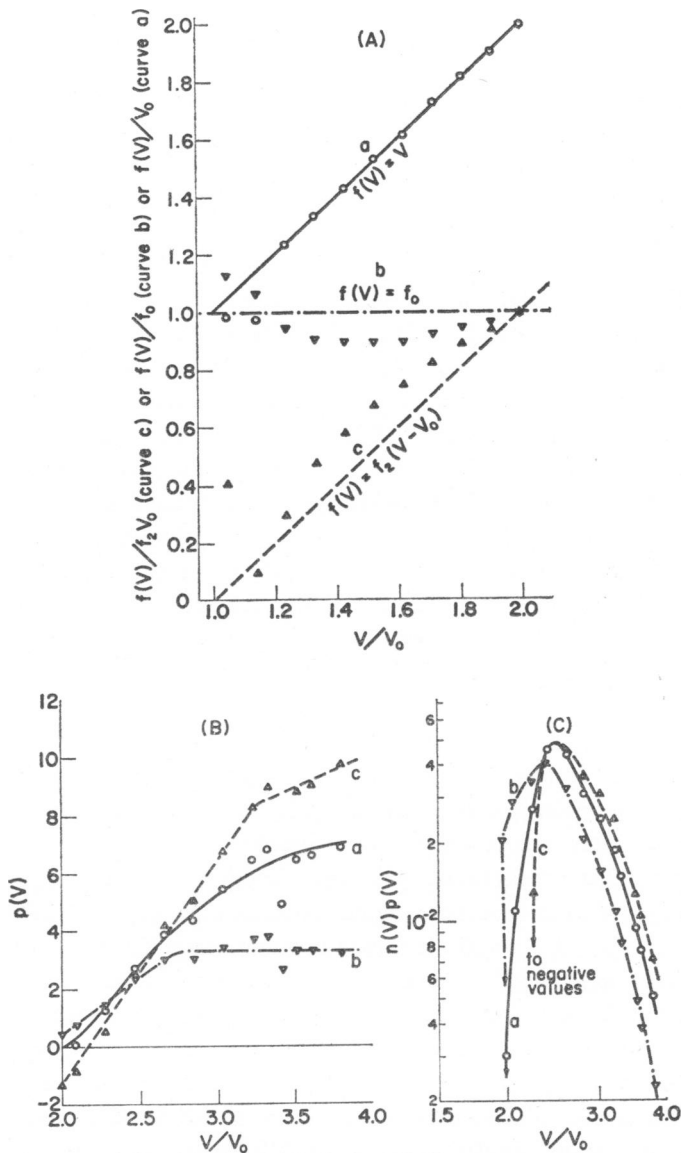 f(V)/f₂V₀ (curve c) or f(V)/f₀ (curve b) or f(V)/V₀ (curve a)
(A)
2.0
1.8
1.6
1.4
1.2
1.0
0.8
0.6
0.4
0.2
0
a
f(V) = V
b
f(V) = f₀
c
f(V) = f₂(V-V₀)
1.0
1.2
1.4
1.6
1.8
2.0
V/V₀
(B)
p(V)
12
10
8
6
4
2
0
-2
c
a
b
2.0
2.5
3.0
3.5
4.0
V/V₀
(C)
n(V) p(V)
6
4
2
10⁻²
8
6
4
2
b
c
to
negative
values
a
1.5
2.0
3.0
4.0
V/V₀